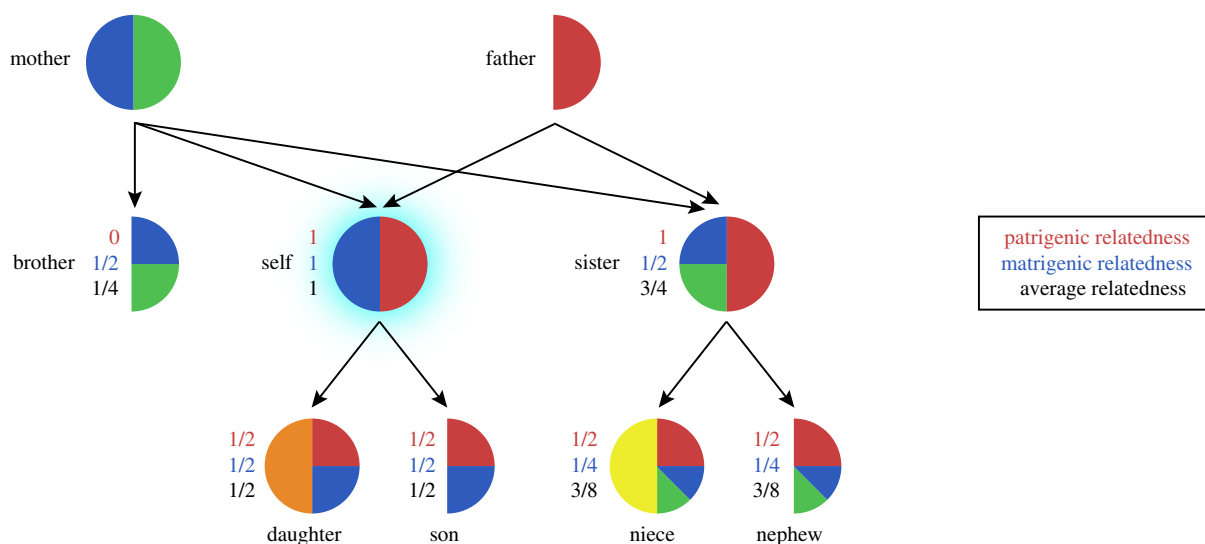 mother
father
brother
0
1/2
1/4
self
1
1
1
sister
1
1/2
3/4
patrigenic relatedness
matrigenic relatedness
average relatedness
1/2
1/2
1/2
daughter
1/2
1/2
1/2
son
1/2
1/4
3/8
niece
1/2
1/4
3/8
nephew